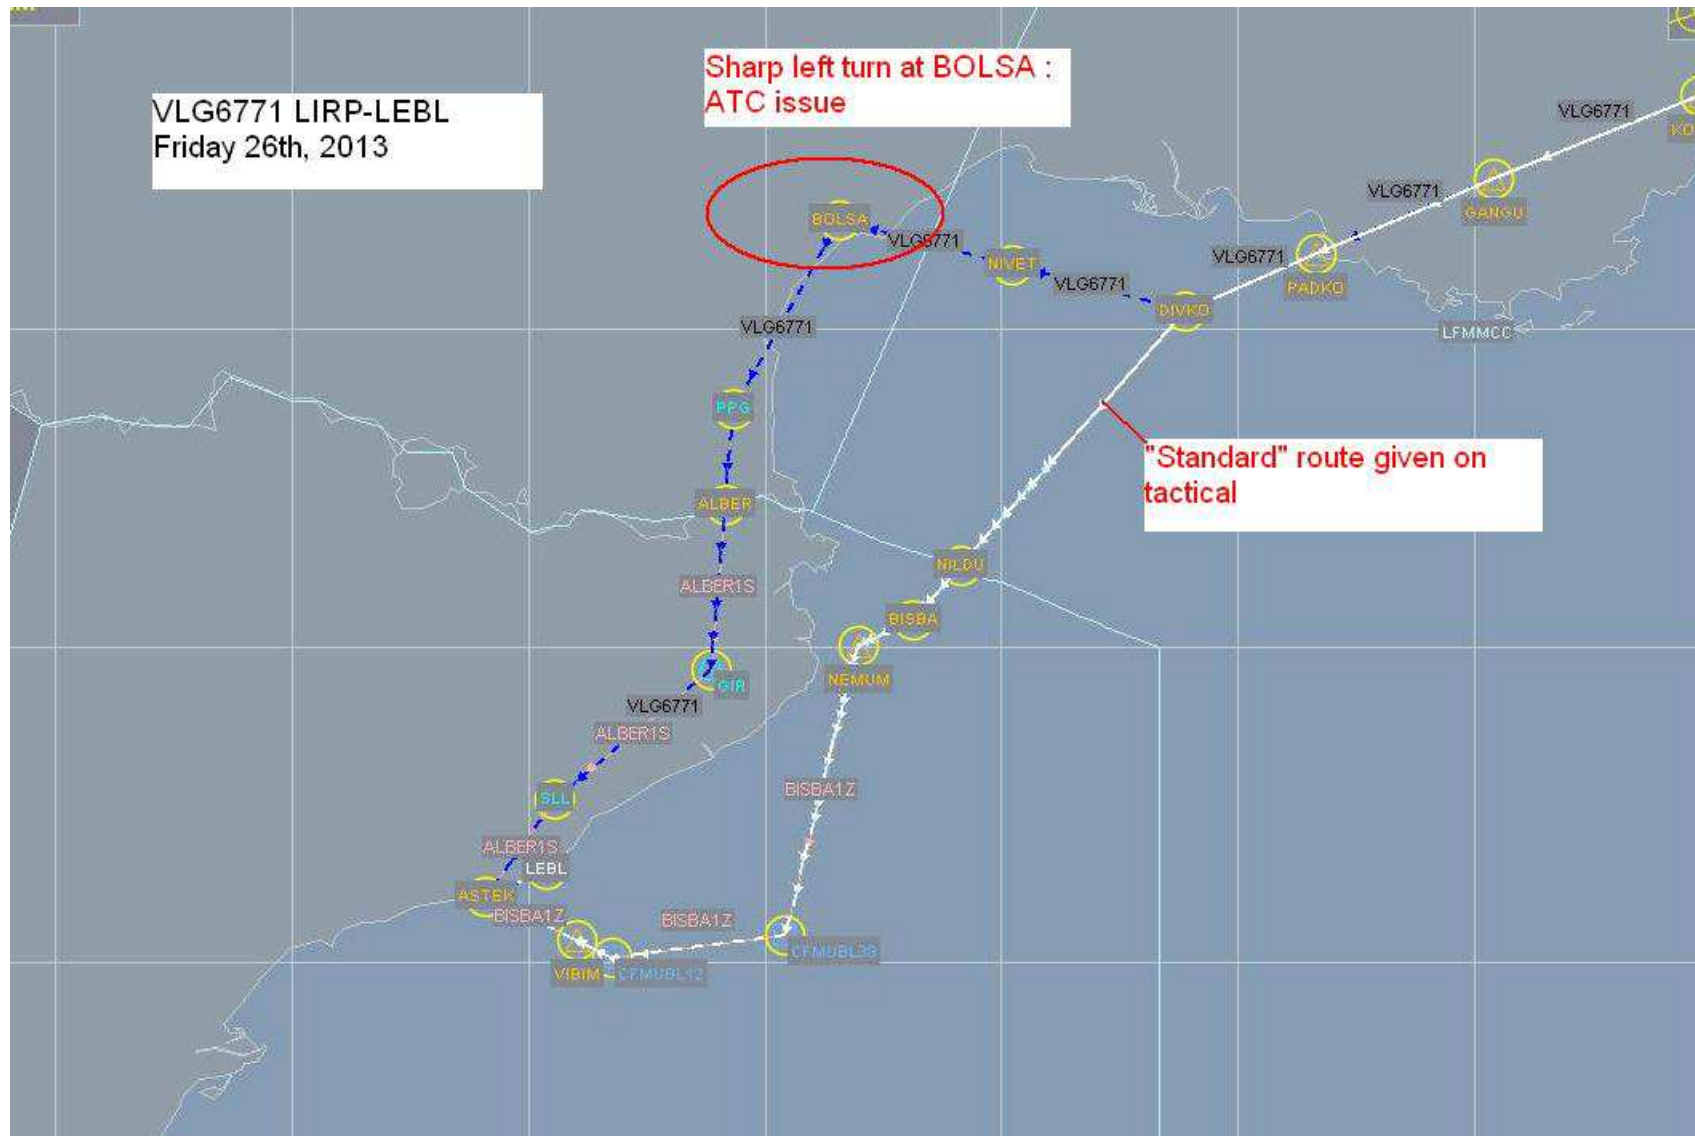 Sharp left turn at BOLSA :
ATC issue
VLG6771 LIRP-LEBL
Friday 26th, 2013
VLG6771
VLG6771
GANGU
BOLSA
VLG6771
VLG6771
NIVET
VLG6771
PADKO
DIVKO
VLG6771
LFMMCC
PPG
"Standard" route given on
tactical
ALBER
NILDU
ALBER1S
BISBA
NEMUM
GIR
VLG6771
ALBER1S
BISBA1Z
SLL
ALBER1S
LEBL
ASTEK
BISBA1Z
BISBA1Z
CFMUBL39
VIBIM
CFMUBL12